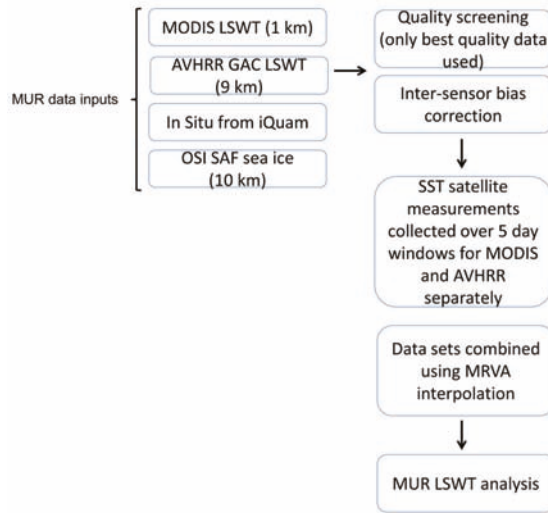 MUR data inputs
MODIS LSWT (1 km)
AVHRR GAC LSWT
(9 km)
In Situ from iQuam
OSI SAF sea ice
(10 km)
Quality screening
(only best quality data
used)
Inter-sensor bias
correction
SST satellite
measurements
collected over 5 day
windows for MODIS
and AVHRR
separately
Data sets combined
using MRVA
interpolation
MUR LSWT analysis